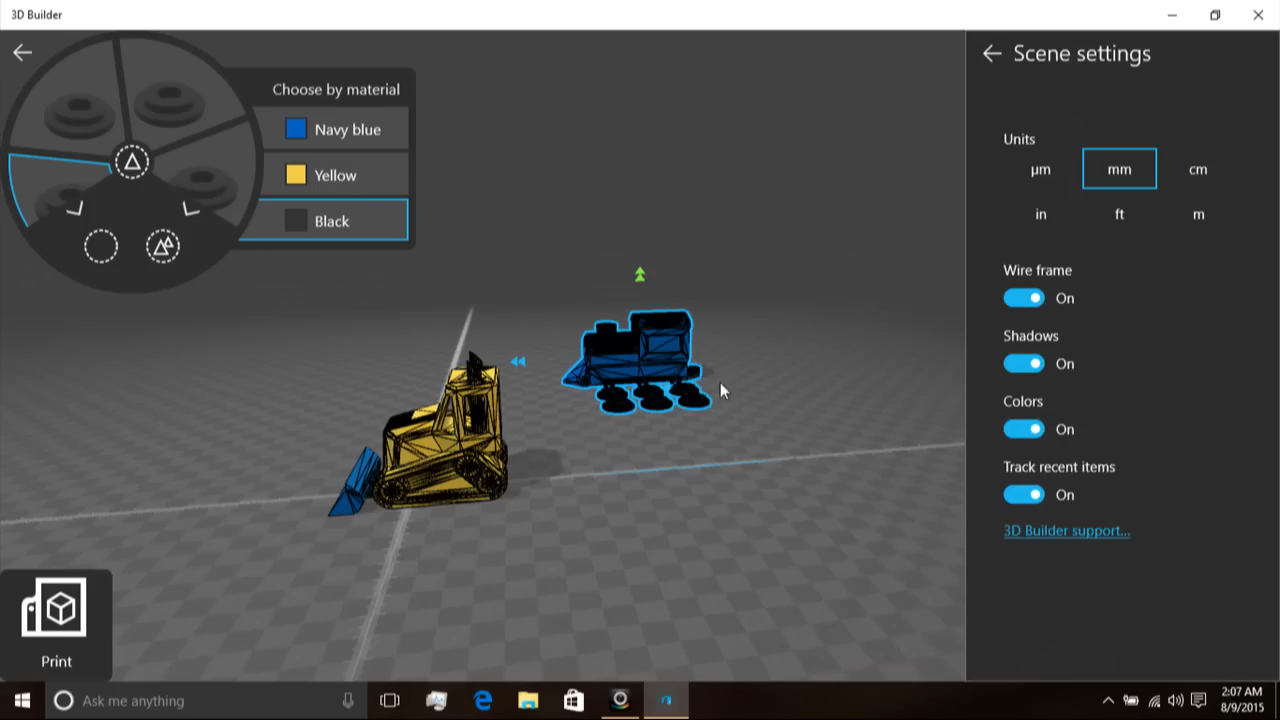 3D Builder
Choose by material
Navy blue
Yellow
Black
Print
Scene settings
Units
µm mm cm
in ft m
Wire frame
On
Shadows
On
Colors
On
Track recent items
On
3D Builder support...
Ask me anything
2:07 AM
8/9/2015